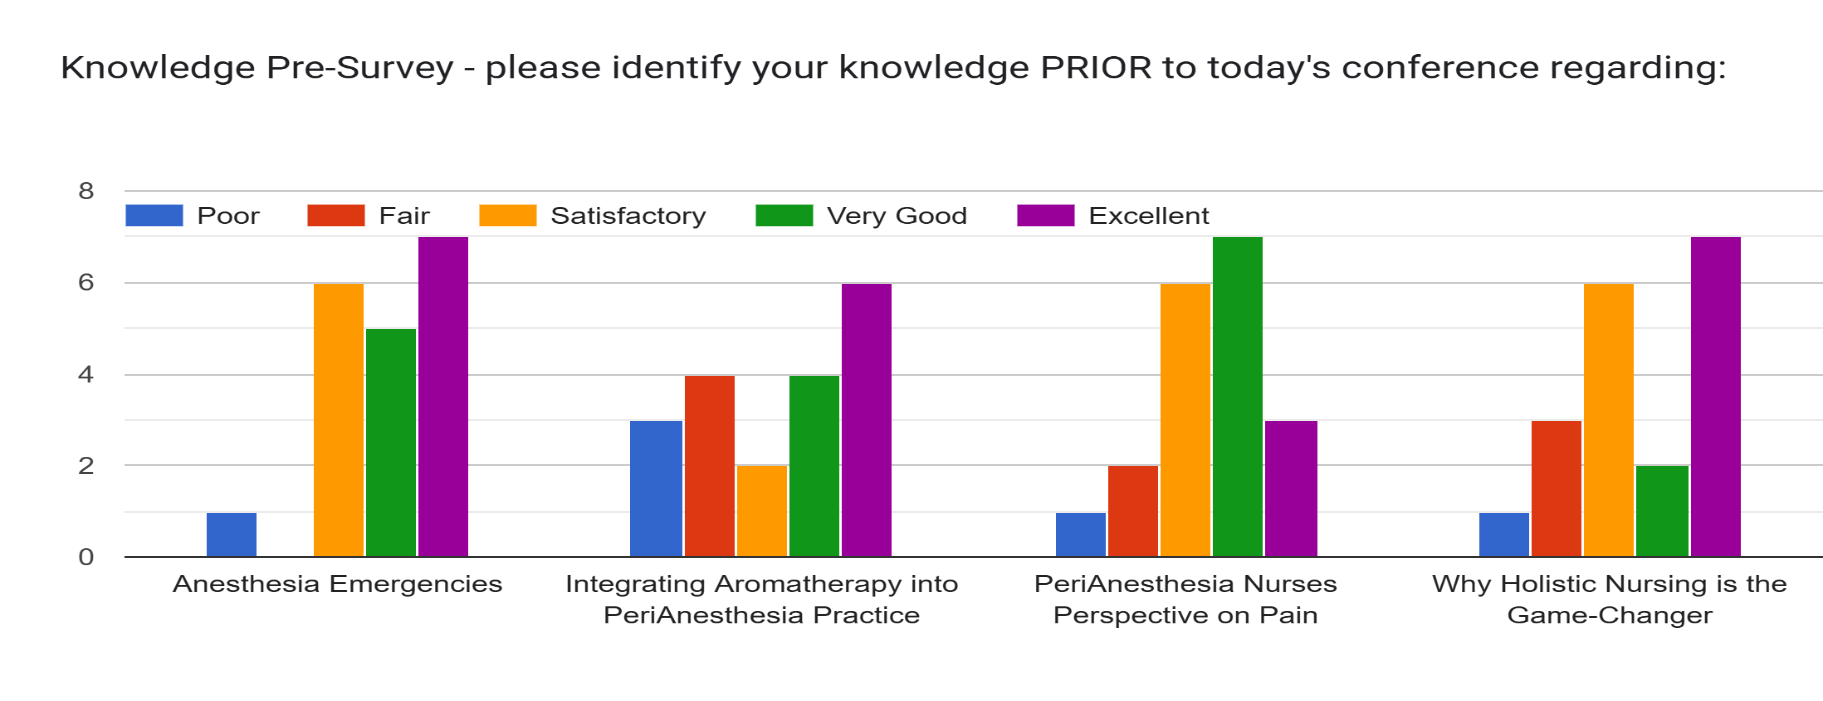 Knowledge Pre-Survey - please identify your knowledge PRIOR to today's conference regarding:
8
Poor Fair Satisfactory Very Good Excellent
6
4
2
0
Anesthesia Emergencies
Integrating Aromatherapy into
PeriAnesthesia Practice
PeriAnesthesia Nurses
Perspective on Pain
Why Holistic Nursing is the
Game-Changer